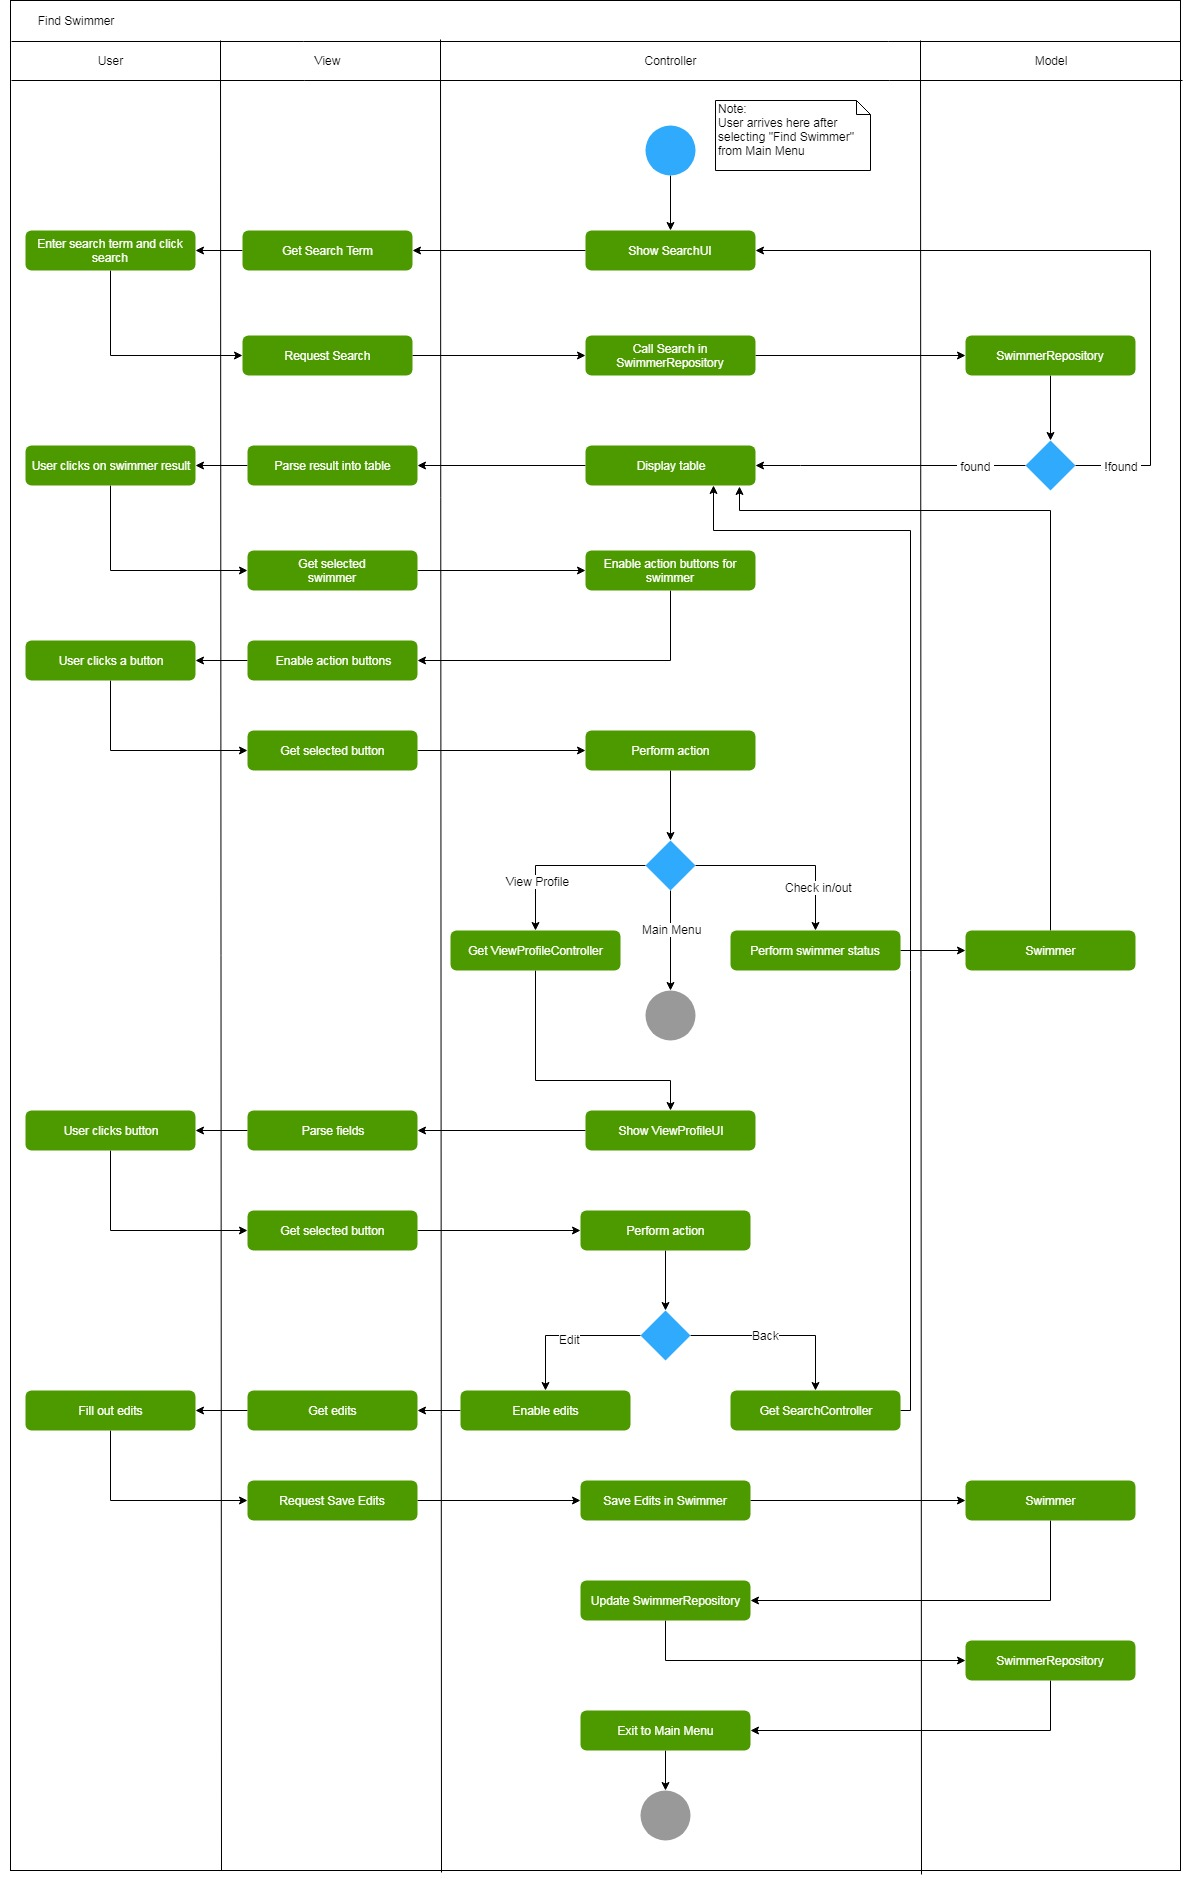 Find Swimmer
User
View
Controller
Model
Note:
User arrives here after
selecting "Find Swimmer"
from Main Menu
Enter search term and click
search
Get Search Term
Show SearchUI
Request Search
Call Search in
SwimmerRepository
SwimmerRepository
User clicks on swimmer result
Parse result into table
Display table
found
!found
Get selected
swimmer
Enable action buttons for
swimmer
User clicks a button
Enable action buttons
Get selected button
Perform action
View Profile
Check in/out
Main Menu
Get ViewProfileController
Perform swimmer status
Swimmer
User clicks button
Parse fields
Show ViewProfileUI
Get selected button
Perform action
Edit
Back
Fill out edits
Get edits
Enable edits
Get SearchController
Request Save Edits
Save Edits in Swimmer
Swimmer
Update SwimmerRepository
SwimmerRepository
Exit to Main Menu